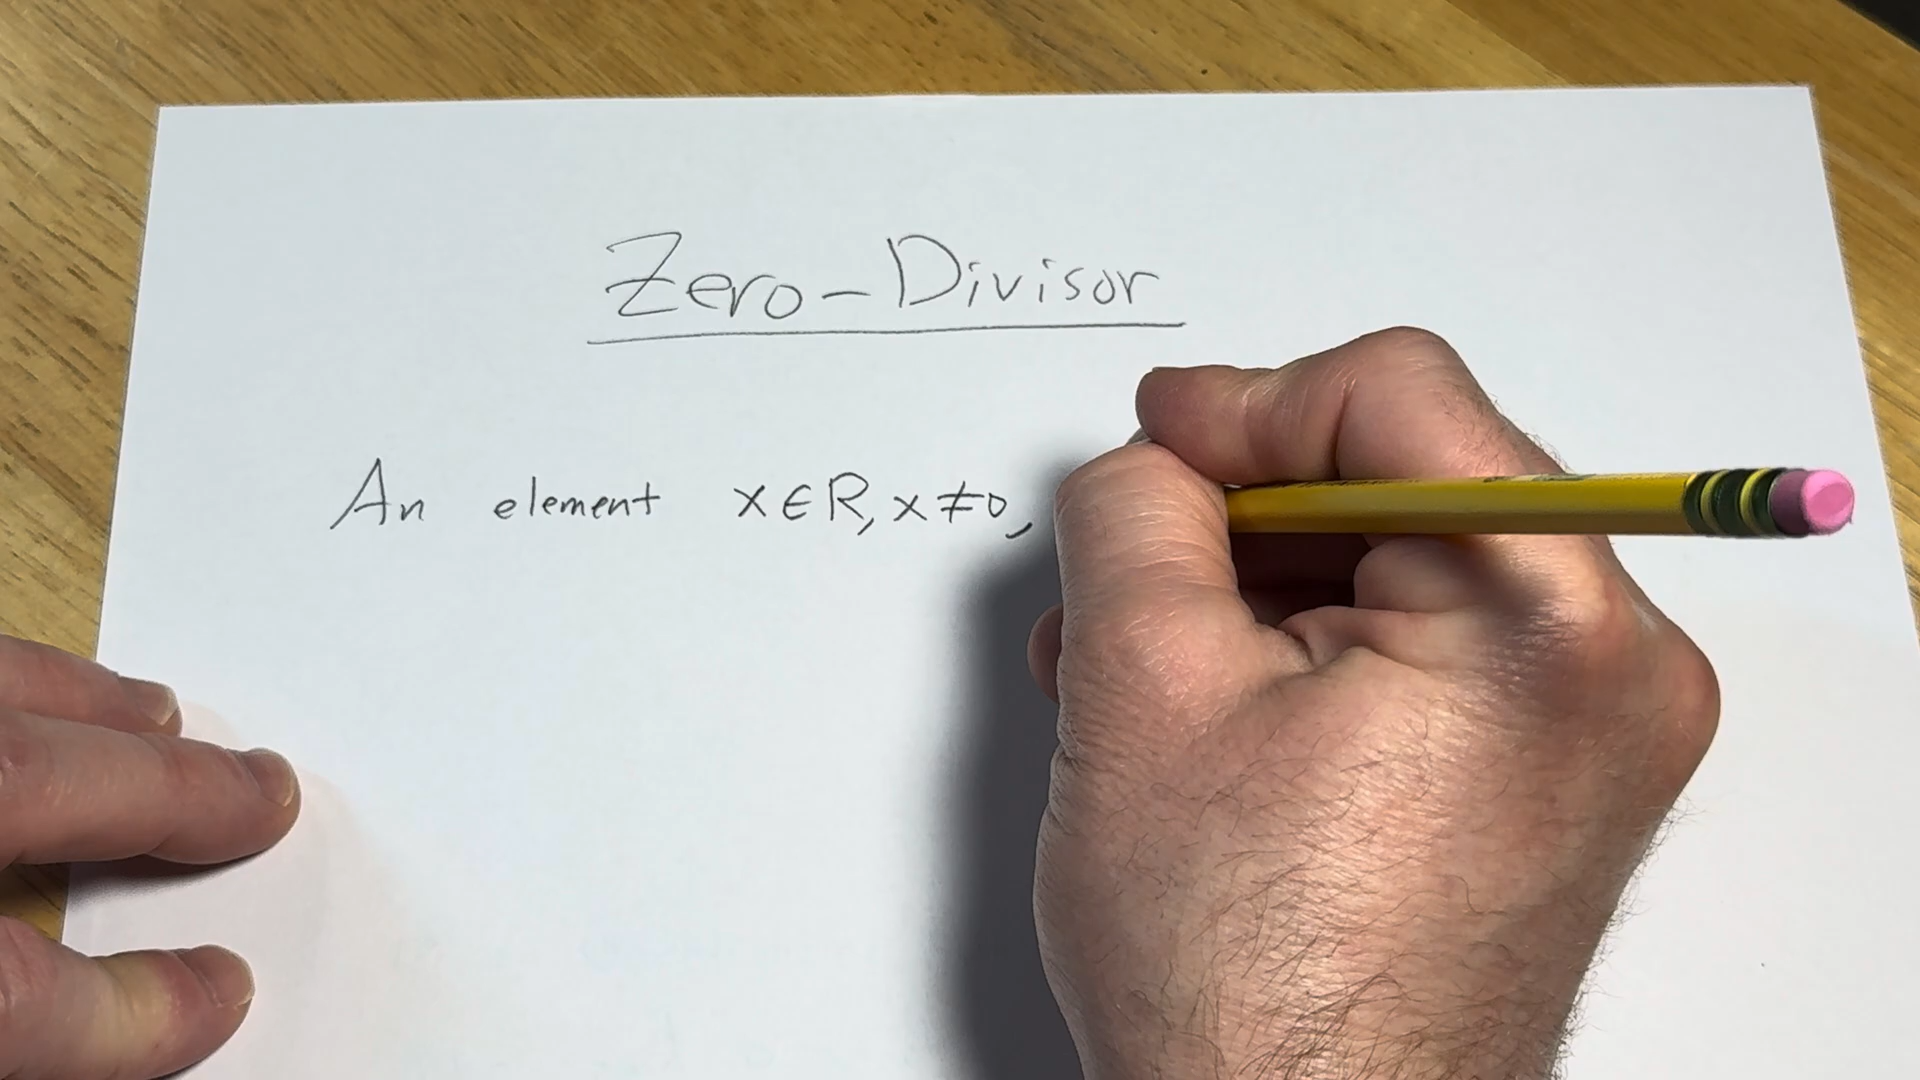 Zero-Divisor
An element x∈R, x≠0,